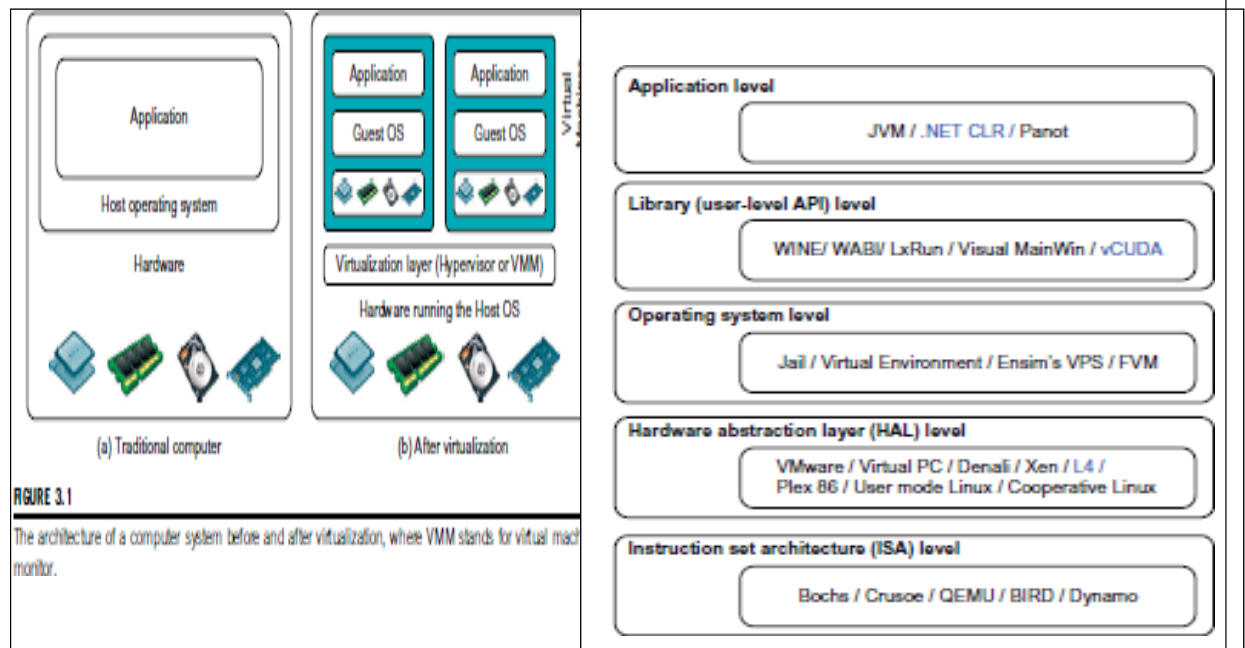 Application
Host operating system
Hardware
(a) Traditional computer
Application
Guest OS
Application
Guest OS
Virtual
Virtualization layer (Hypervisor or VMM)
Hardware running the Host OS
(b) After virtualization
FIGURE 3.1
The architecture of a computer system before and after virtualization, where VMM stands for virtual mach
monitor.
Application level
JVM / .NET CLR / Panot
Library (user-level API) level
WINE/ WABI/ LxRun / Visual MainWin / vCUDA
Operating system level
Jail / Virtual Environment / Ensim's VPS / FVM
Hardware abstraction layer (HAL) level
VMware / Virtual PC / Denali / Xen / L4 /
Plex 86 / User mode Linux / Cooperative Linux
Instruction set architecture (ISA) level
Bochs / Crusoe / QEMU / BIRD / Dynamo